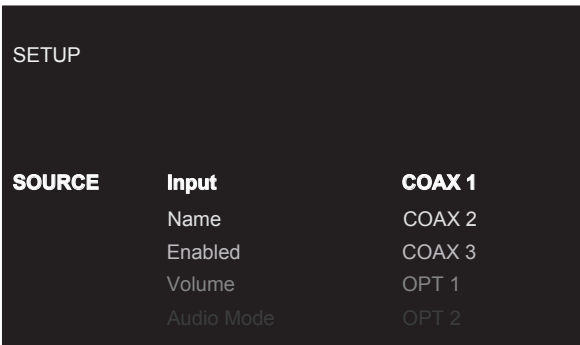 SETUP
SOURCE Input COAX 1
Name COAX 2
Enabled COAX 3
Volume OPT 1
Audio Mode OPT 2